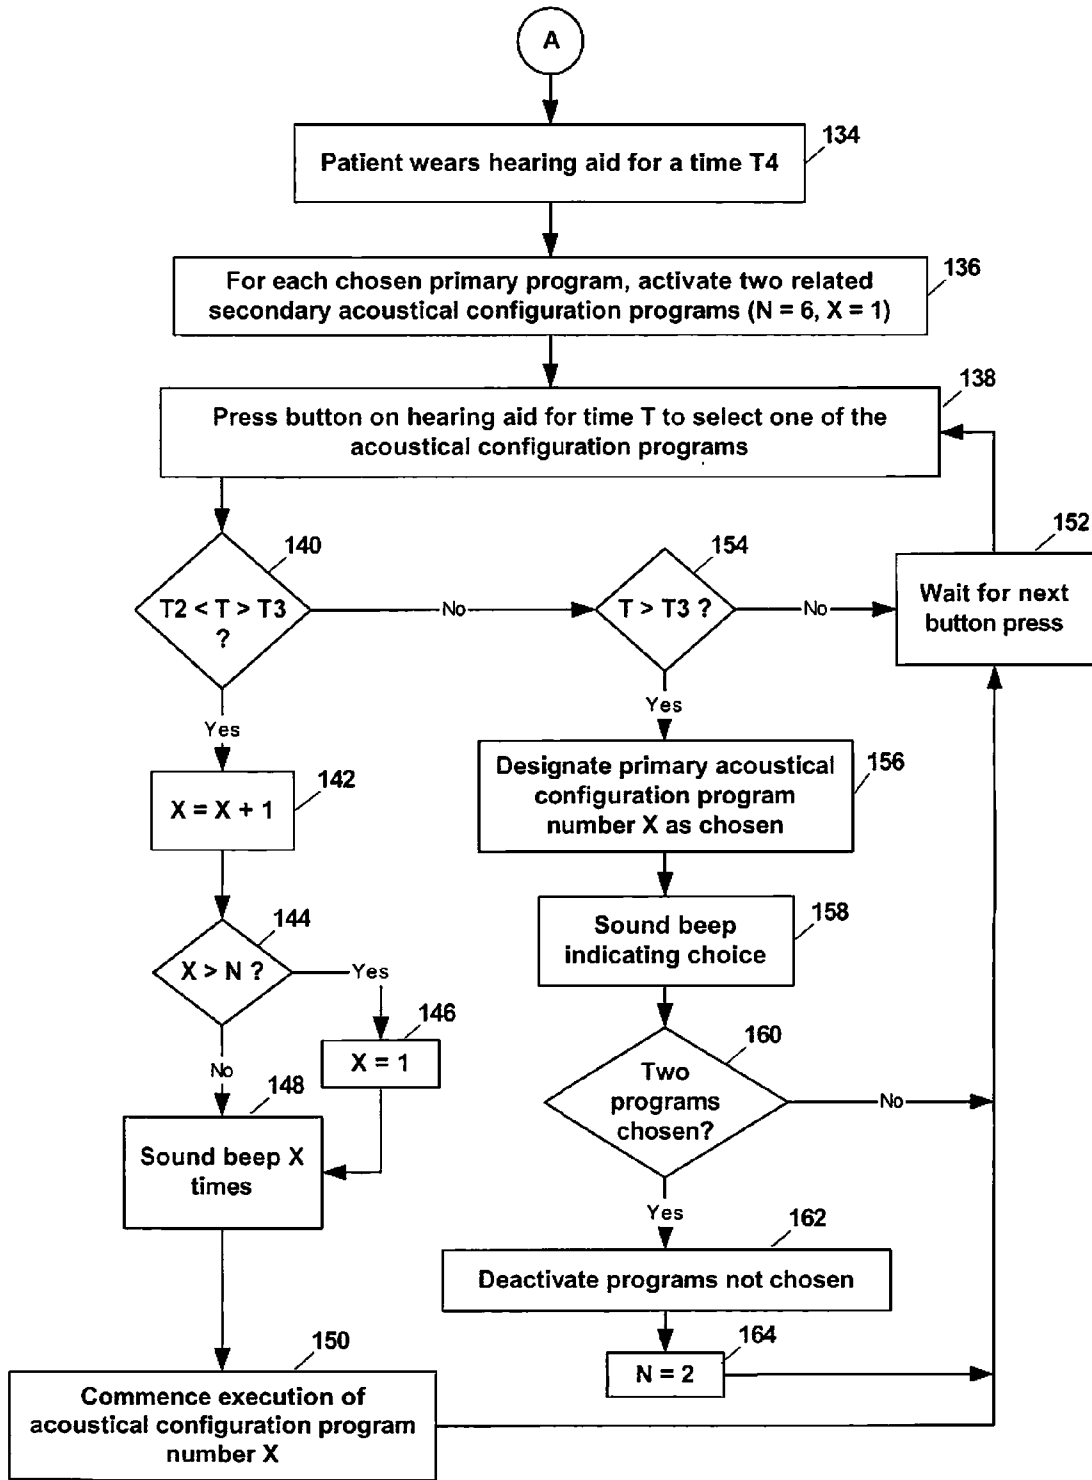 A
134
Patient wears hearing aid for a time T4
136
For each chosen primary program, activate two related
secondary acoustical configuration programs (N = 6, X = 1)
138
Press button on hearing aid for time T to select one of the
acoustical configuration programs
140
T2 < T > T3
?
No
154
T > T3 ?
No
152
Wait for next
button press
Yes
142
X = X + 1
Yes
156
Designate primary acoustical
configuration program
number X as chosen
144
X > N ?
Yes
146
X = 1
No
148
Sound beep X
times
158
Sound beep
indicating choice
160
Two
programs
chosen?
No
Yes
162
Deactivate programs not chosen
164
N = 2
150
Commence execution of
acoustical configuration program
number X